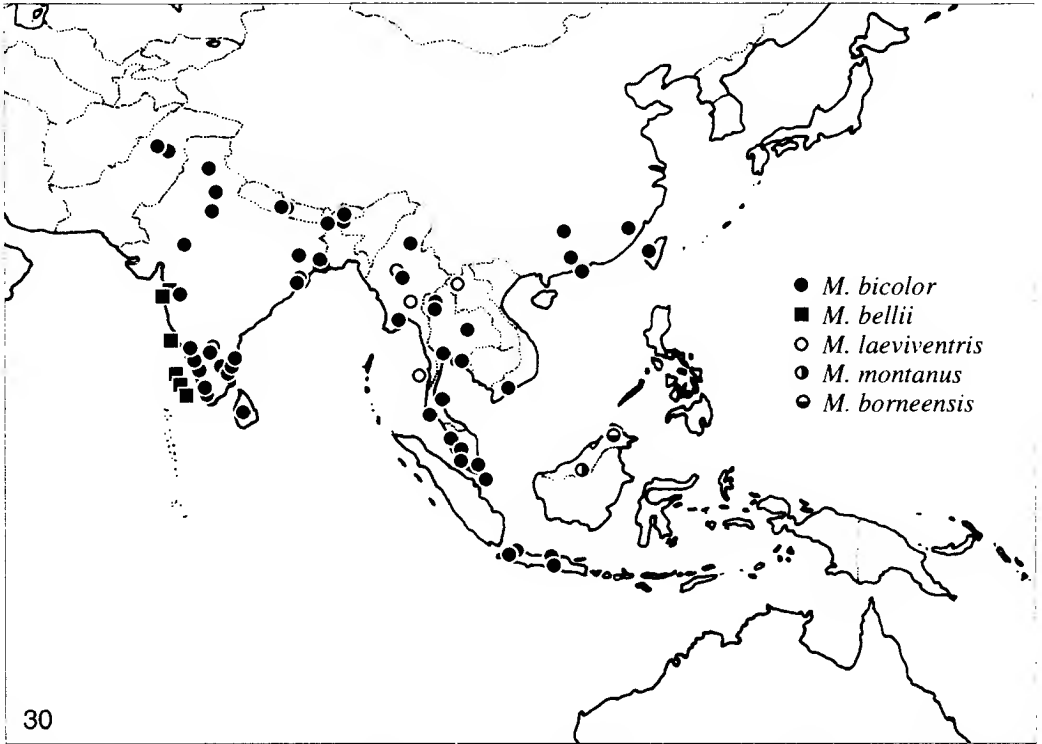 M. bicolor
M. bellii
M. laeviventris
M. montanus
M. borneensis
30